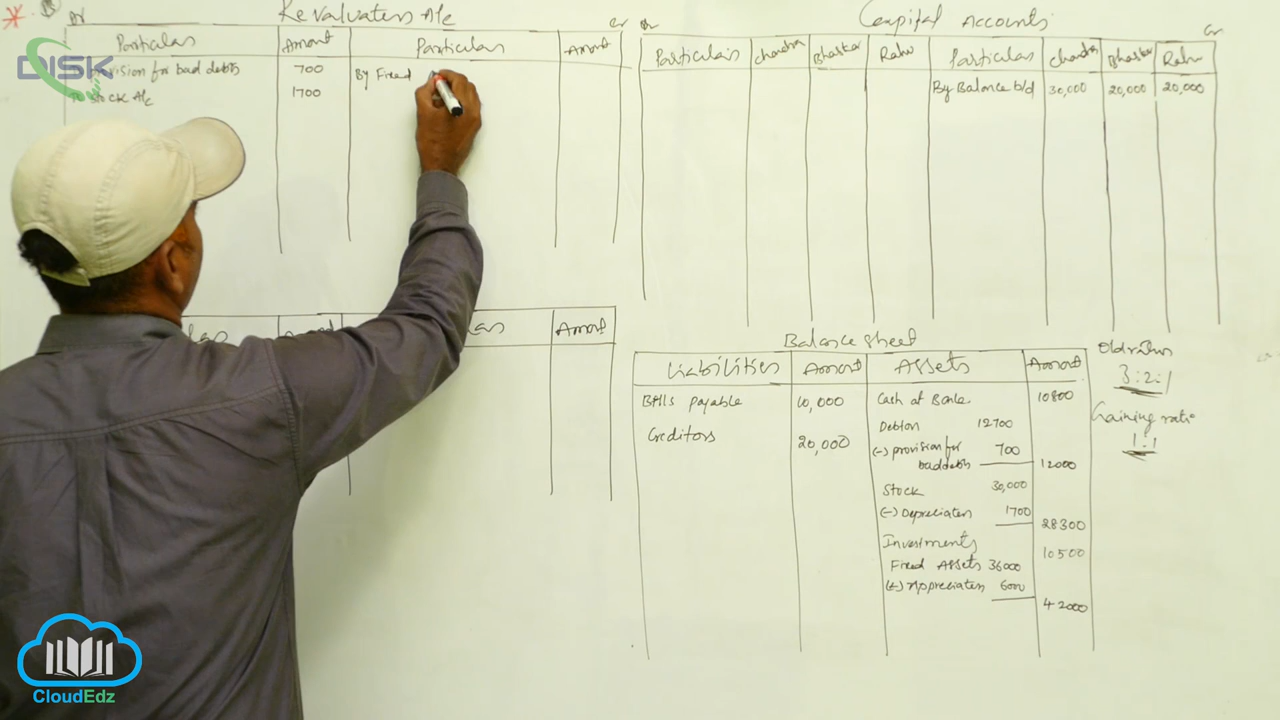 Dr Revaluation A/c Cr
Particulars Amount Particulars Amount
provision for bad debts 700 By Fixed
To Stock A/c 1700
Dr Capital Accounts Cr
Particulars Chandra Bhaskar Rahu Particulars Chandra Bhaskar Rahu
By Balance b/d 30,000 20,000 20,000
Amount
Balance sheet
Liabilities Amount Assets Amount
Bills payable 10,000 Cash at Bank 10800
Creditors 20,000 Debtors 12700
(-) provision for bad debts 700 12000
Stock 30,000
(-) Depreciation 1700 28300
Investments 10500
Fixed Assets 36000
(+) Appreciation 6000 42000
Old ratio
3:2:1
Gaining ratio
1:1
DISK
CloudEdz